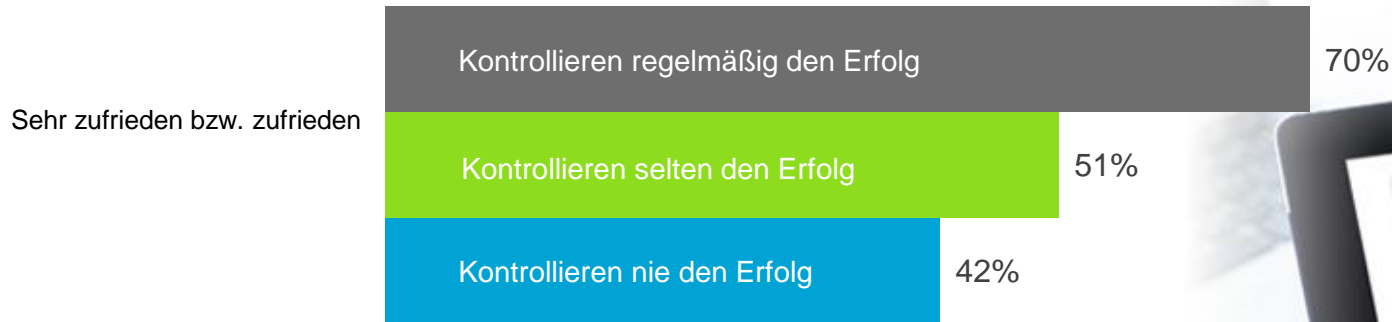 Kontrollieren regelmäßig den Erfolg 70%
Sehr zufrieden bzw. zufrieden
Kontrollieren selten den Erfolg 51%
Kontrollieren nie den Erfolg 42%